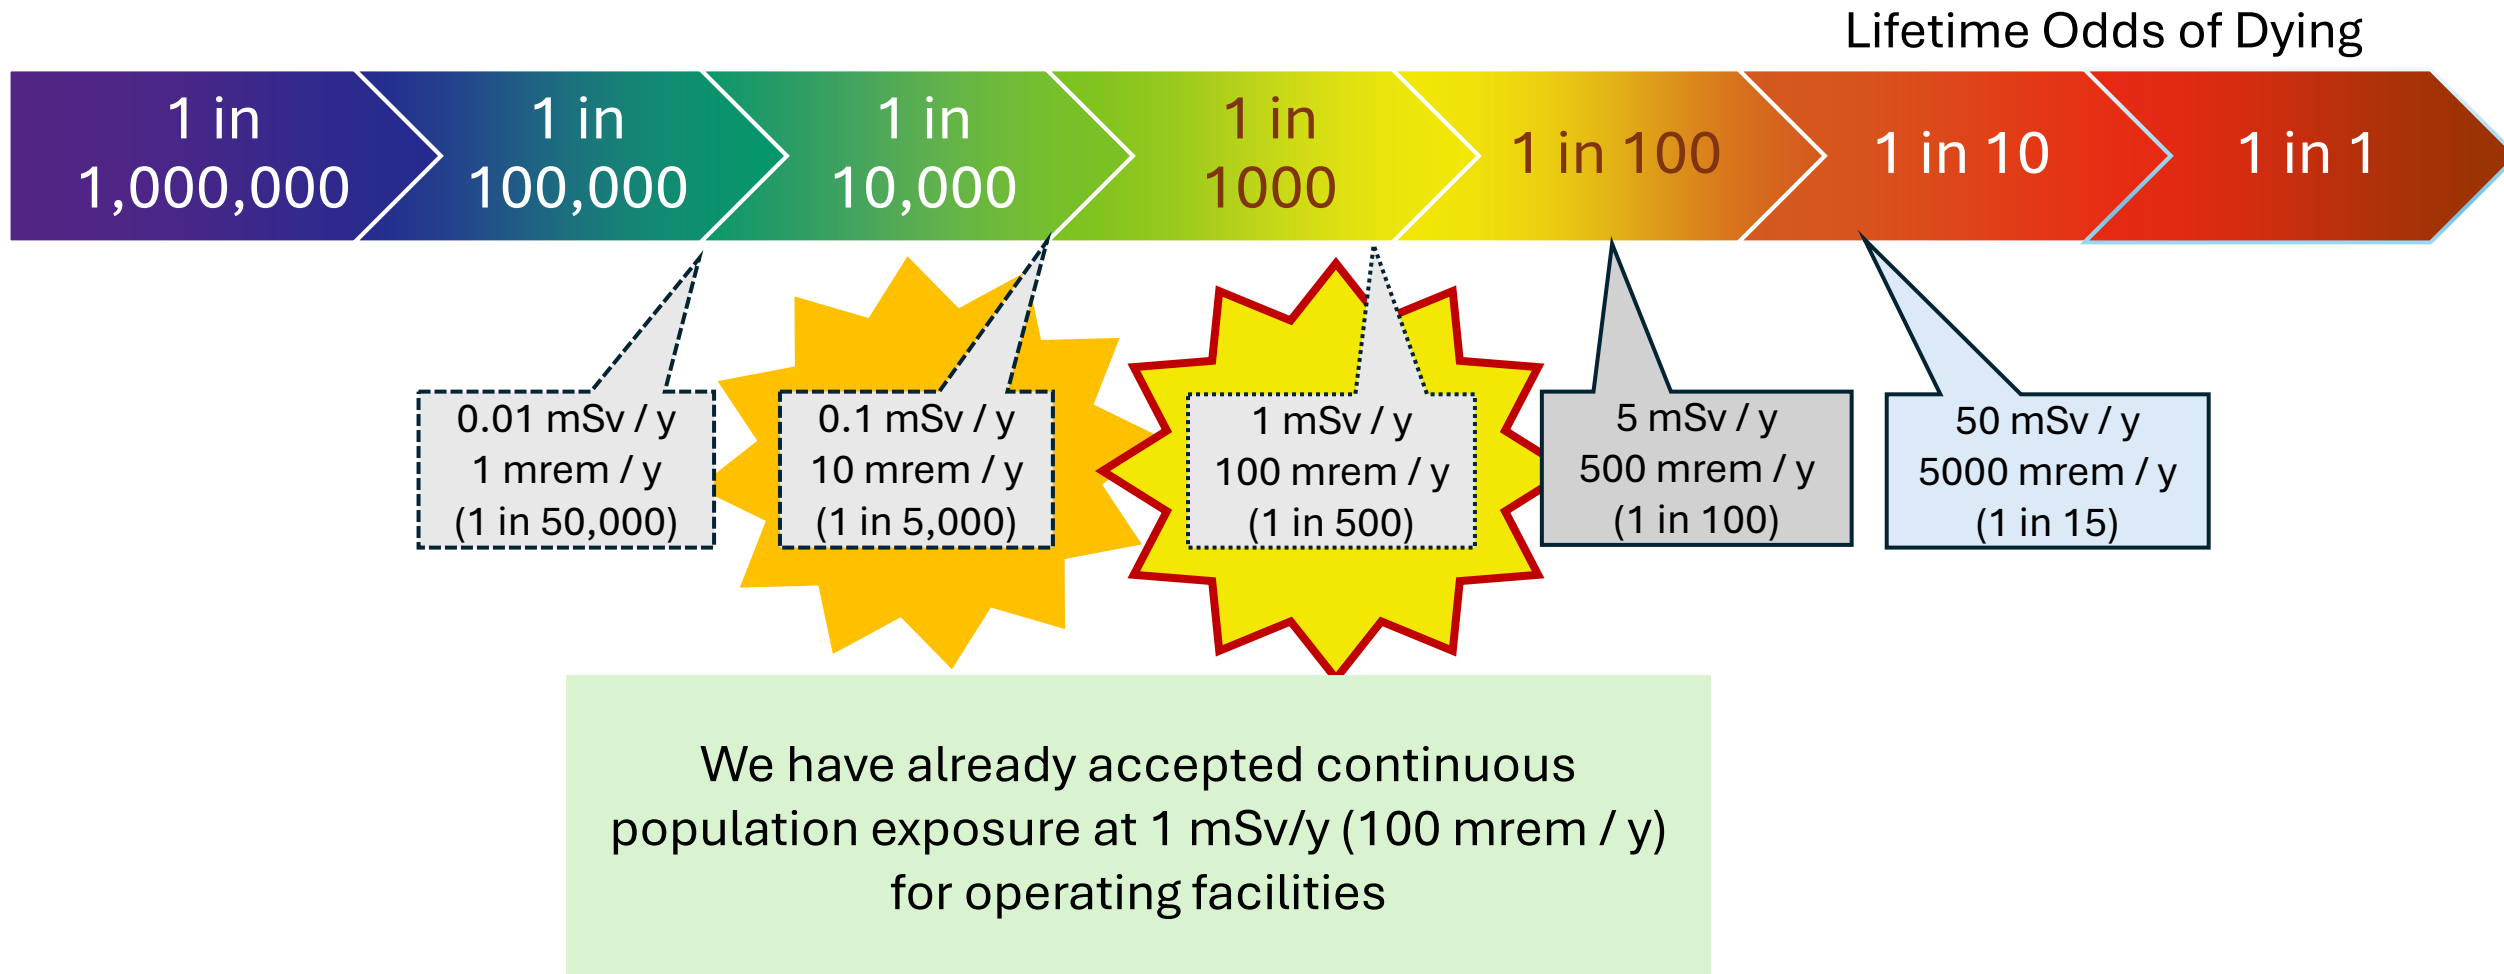 Lifetime Odds of Dying
1 in
1,000,000
1 in
100,000
1 in
10,000
1 in
1000
1 in 100
1 in 10
1 in 1
0.01 mSv / y
1 mrem / y
(1 in 50,000)
0.1 mSv / y
10 mrem / y
(1 in 5,000)
1 mSv / y
100 mrem / y
(1 in 500)
5 mSv / y
500 mrem / y
(1 in 100)
50 mSv / y
5000 mrem / y
(1 in 15)
We have already accepted continuous
population exposure at 1 mSv/y (100 mrem / y)
for operating facilities